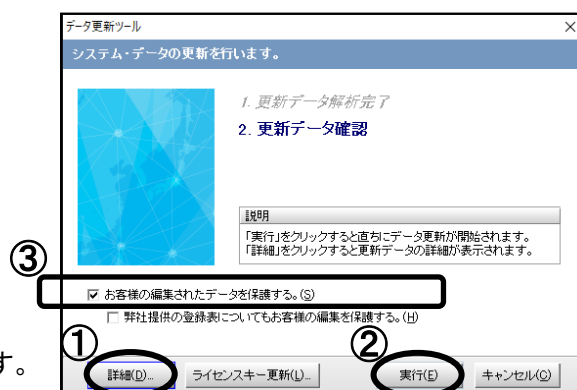 データ更新ツール
システム・データの更新を行います。
1. 更新データ解析完了
2. 更新データ確認
説明
「実行」をクリックすると直ちにデータ更新が開始されます。
「詳細」をクリックすると更新データの詳細が表示されます。
③
お客様の編集されたデータを保護する。(S)
弊社提供の登録表についてもお客様の編集を保護する。(H)
① ②
す。
詳細(D)... ライセンスキー更新(L)... 実行(E) キャンセル(C)